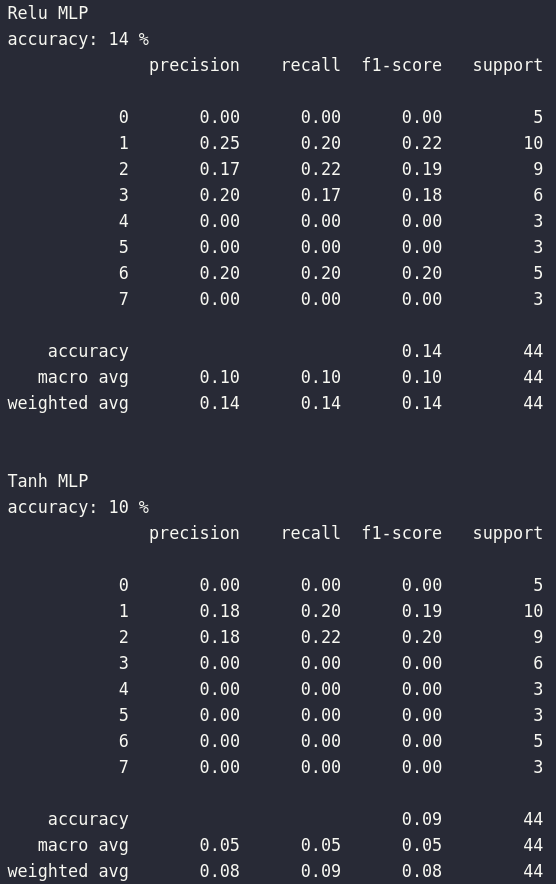 Relu MLP
accuracy: 14 %
              precision    recall  f1-score   support

           0       0.00      0.00      0.00         5
           1       0.25      0.20      0.22        10
           2       0.17      0.22      0.19         9
           3       0.20      0.17      0.18         6
           4       0.00      0.00      0.00         3
           5       0.00      0.00      0.00         3
           6       0.20      0.20      0.20         5
           7       0.00      0.00      0.00         3

    accuracy                           0.14        44
   macro avg       0.10      0.10      0.10        44
weighted avg       0.14      0.14      0.14        44


Tanh MLP
accuracy: 10 %
              precision    recall  f1-score   support

           0       0.00      0.00      0.00         5
           1       0.18      0.20      0.19        10
           2       0.18      0.22      0.20         9
           3       0.00      0.00      0.00         6
           4       0.00      0.00      0.00         3
           5       0.00      0.00      0.00         3
           6       0.00      0.00      0.00         5
           7       0.00      0.00      0.00         3

    accuracy                           0.09        44
   macro avg       0.05      0.05      0.05        44
weighted avg       0.08      0.09      0.08        44